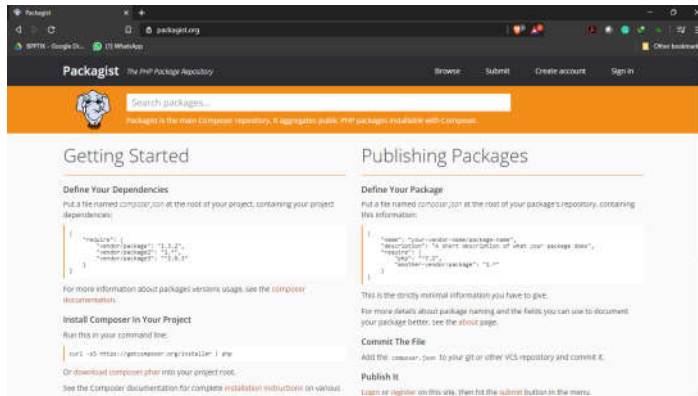 Packagist
packagist.org
BPPTK - Google Dr...
(1) WhatsApp
Other bookmarks
Packagist The PHP Package Repository
Browse Submit Create account Sign in
Search packages...
Packagist is the main Composer repository. It aggregates public PHP packages installable with Composer.
Getting Started
Define Your Dependencies
Put a file named composer.json at the root of your project, containing your project
dependencies:
{
"require": {
"vendor/package": "1.3.2",
"vendor/package2": "1.*",
"vendor/package3": "^2.0.3"
}
}
For more information about packages versions usage, see the composer
documentation.
Install Composer In Your Project
Run this in your command line:
curl -sS https://getcomposer.org/installer | php
Or download composer.phar into your project root.
See the Composer documentation for complete installation instructions on various
Publishing Packages
Define Your Package
Put a file named composer.json at the root of your package's repository, containing
this information:
{
"name": "your-vendor-name/package-name",
"description": "A short description of what your package does",
"require": {
"php": "^7.2",
"another-vendor/package": "1.*"
}
}
This is the strictly minimal information you have to give.
For more details about package naming and the fields you can use to document
your package better, see the about page.
Commit The File
Add the composer.json to your git or other VCS repository and commit it.
Publish It
Login or register on this site, then hit the submit button in the menu.